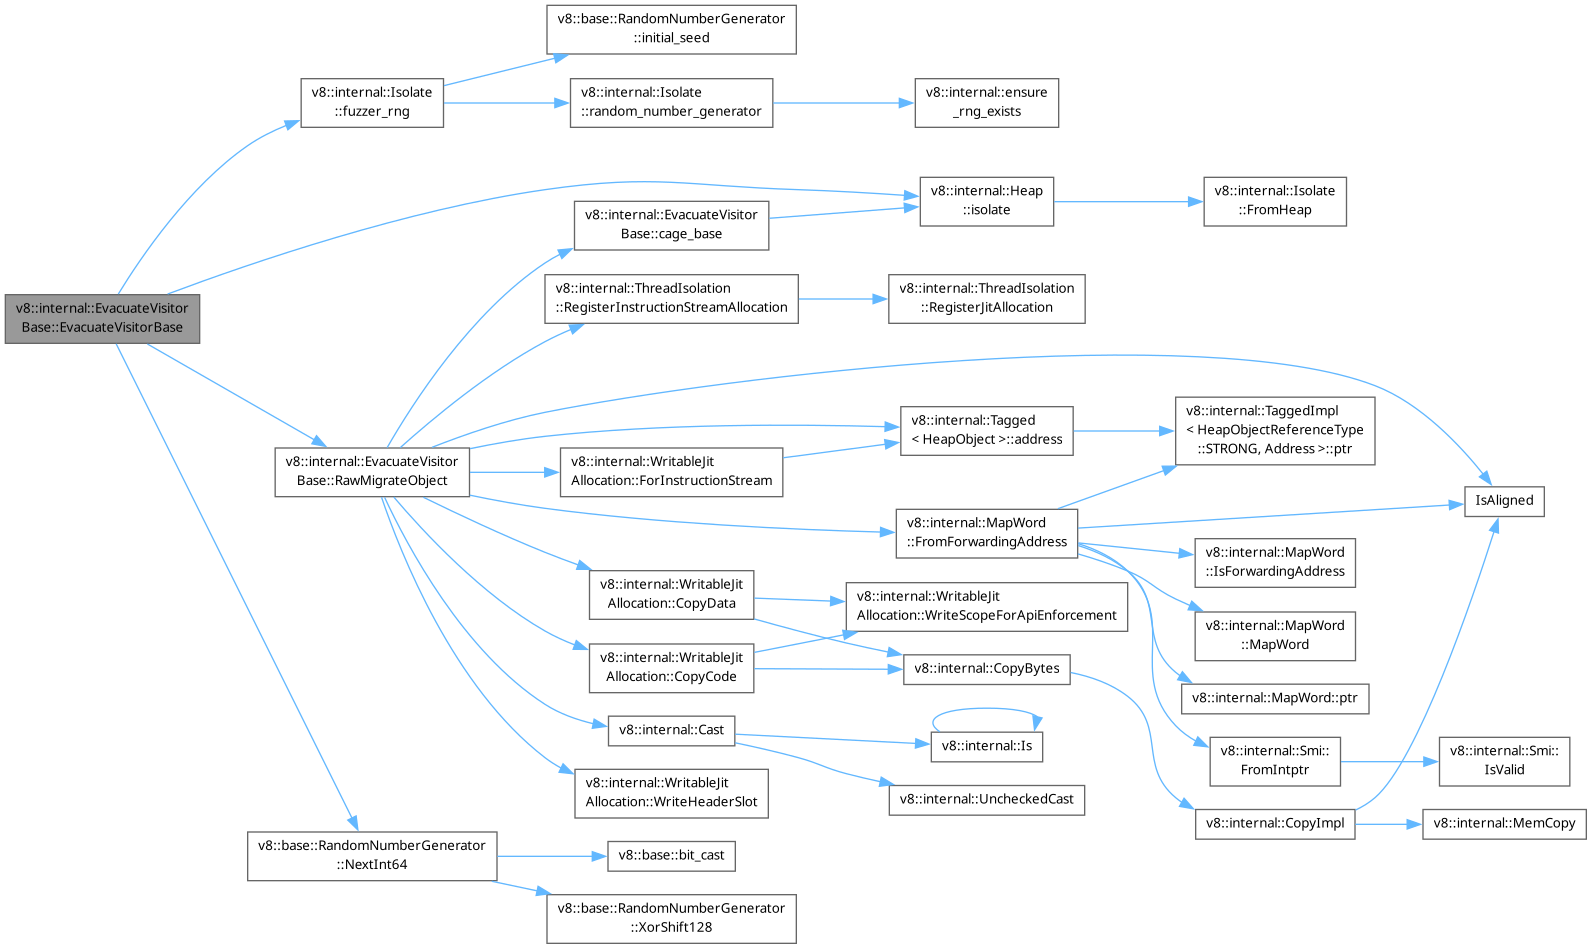 v8::base::RandomNumberGenerator
::initial_seed
v8::internal::Isolate
::fuzzer_rng
v8::internal::Isolate
::random_number_generator
v8::internal::ensure
_rng_exists
v8::internal::Heap
::isolate
v8::internal::Isolate
::FromHeap
v8::internal::EvacuateVisitor
Base::cage_base
v8::internal::ThreadIsolation
::RegisterInstructionStreamAllocation
v8::internal::ThreadIsolation
::RegisterJitAllocation
v8::internal::EvacuateVisitor
Base::EvacuateVisitorBase
v8::internal::Tagged
< HeapObject >::address
v8::internal::TaggedImpl
< HeapObjectReferenceType
::STRONG, Address >::ptr
v8::internal::EvacuateVisitor
Base::RawMigrateObject
v8::internal::WritableJit
Allocation::ForInstructionStream
IsAligned
v8::internal::MapWord
::FromForwardingAddress
v8::internal::MapWord
::IsForwardingAddress
v8::internal::WritableJit
Allocation::CopyData
v8::internal::WritableJit
Allocation::WriteScopeForApiEnforcement
v8::internal::MapWord
::MapWord
v8::internal::WritableJit
Allocation::CopyCode
v8::internal::CopyBytes
v8::internal::MapWord::ptr
v8::internal::Cast
v8::internal::Is
v8::internal::Smi::
FromIntptr
v8::internal::Smi::
IsValid
v8::internal::WritableJit
Allocation::WriteHeaderSlot
v8::internal::UncheckedCast
v8::internal::CopyImpl
v8::internal::MemCopy
v8::base::RandomNumberGenerator
::NextInt64
v8::base::bit_cast
v8::base::RandomNumberGenerator
::XorShift128